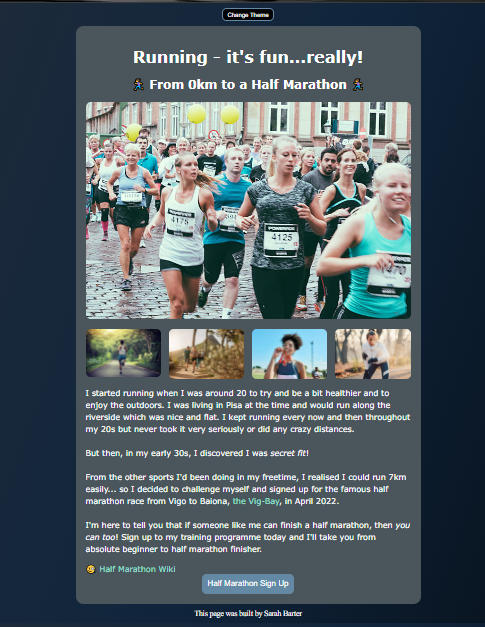 Change Theme
Running - it's fun...really!
🏃 From 0km to a Half Marathon 🏃
POWERADE
4175
POWERADE
4125
I started running when I was around 20 to try and be a bit healthier and to
enjoy the outdoors. I was living in Pisa at the time and would run along the
riverside which was nice and flat. I kept running every now and then throughout
my 20s but never took it very seriously or did any crazy distances.
But then, in my early 30s, I discovered I was secret fit!
From the other sports I'd been doing in my freetime, I realised I could run 7km
easily... so I decided to challenge myself and signed up for the famous half
marathon race from Vigo to Baiona, the Vig-Bay, in April 2022.
I'm here to tell you that if someone like me can finish a half marathon, then you
can too! Sign up to my training programme today and I'll take you from
absolute beginner to half marathon finisher.
Half Marathon Wiki
Half Marathon Sign Up
This page was built by Sarah Barter